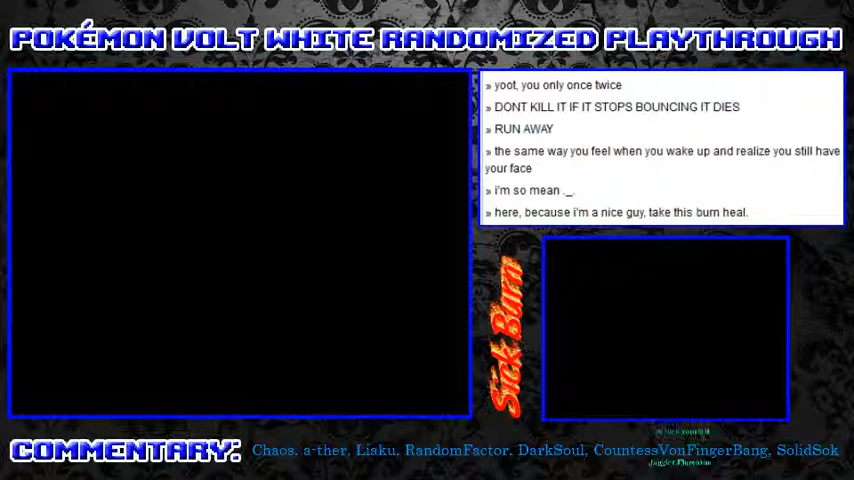 POKÉMON VOLT WHITE RANDOMIZED PLAYTHROUGH
» yoot, you only once twice
» DONT KILL IT IF IT STOPS BOUNCING IT DIES
» RUN AWAY
» the same way you feel when you wake up and realize you still have
your face
» i'm so mean ._.
» here, because i'm a nice guy, take this burn heal.
Sick Burn
COMMENTARY:
Chaos, a-ther, Liaku, RandomFactor, DarkSoul, CountessVonFingerBang, SolidSok